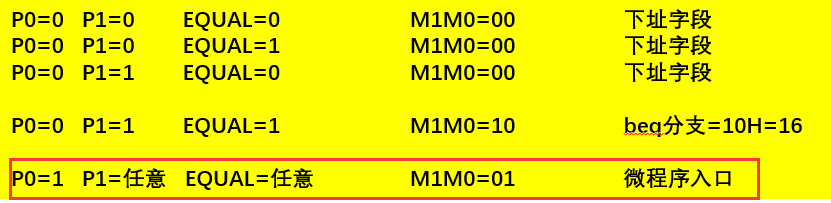 P0=0 P1=0 EQUAL=0 M1M0=00 下址字段
P0=0 P1=0 EQUAL=1 M1M0=00 下址字段
P0=0 P1=1 EQUAL=0 M1M0=00 下址字段
P0=0 P1=1 EQUAL=1 M1M0=10 beq分支=10H=16
P0=1 P1=任意 EQUAL=任意 M1M0=01 微程序入口